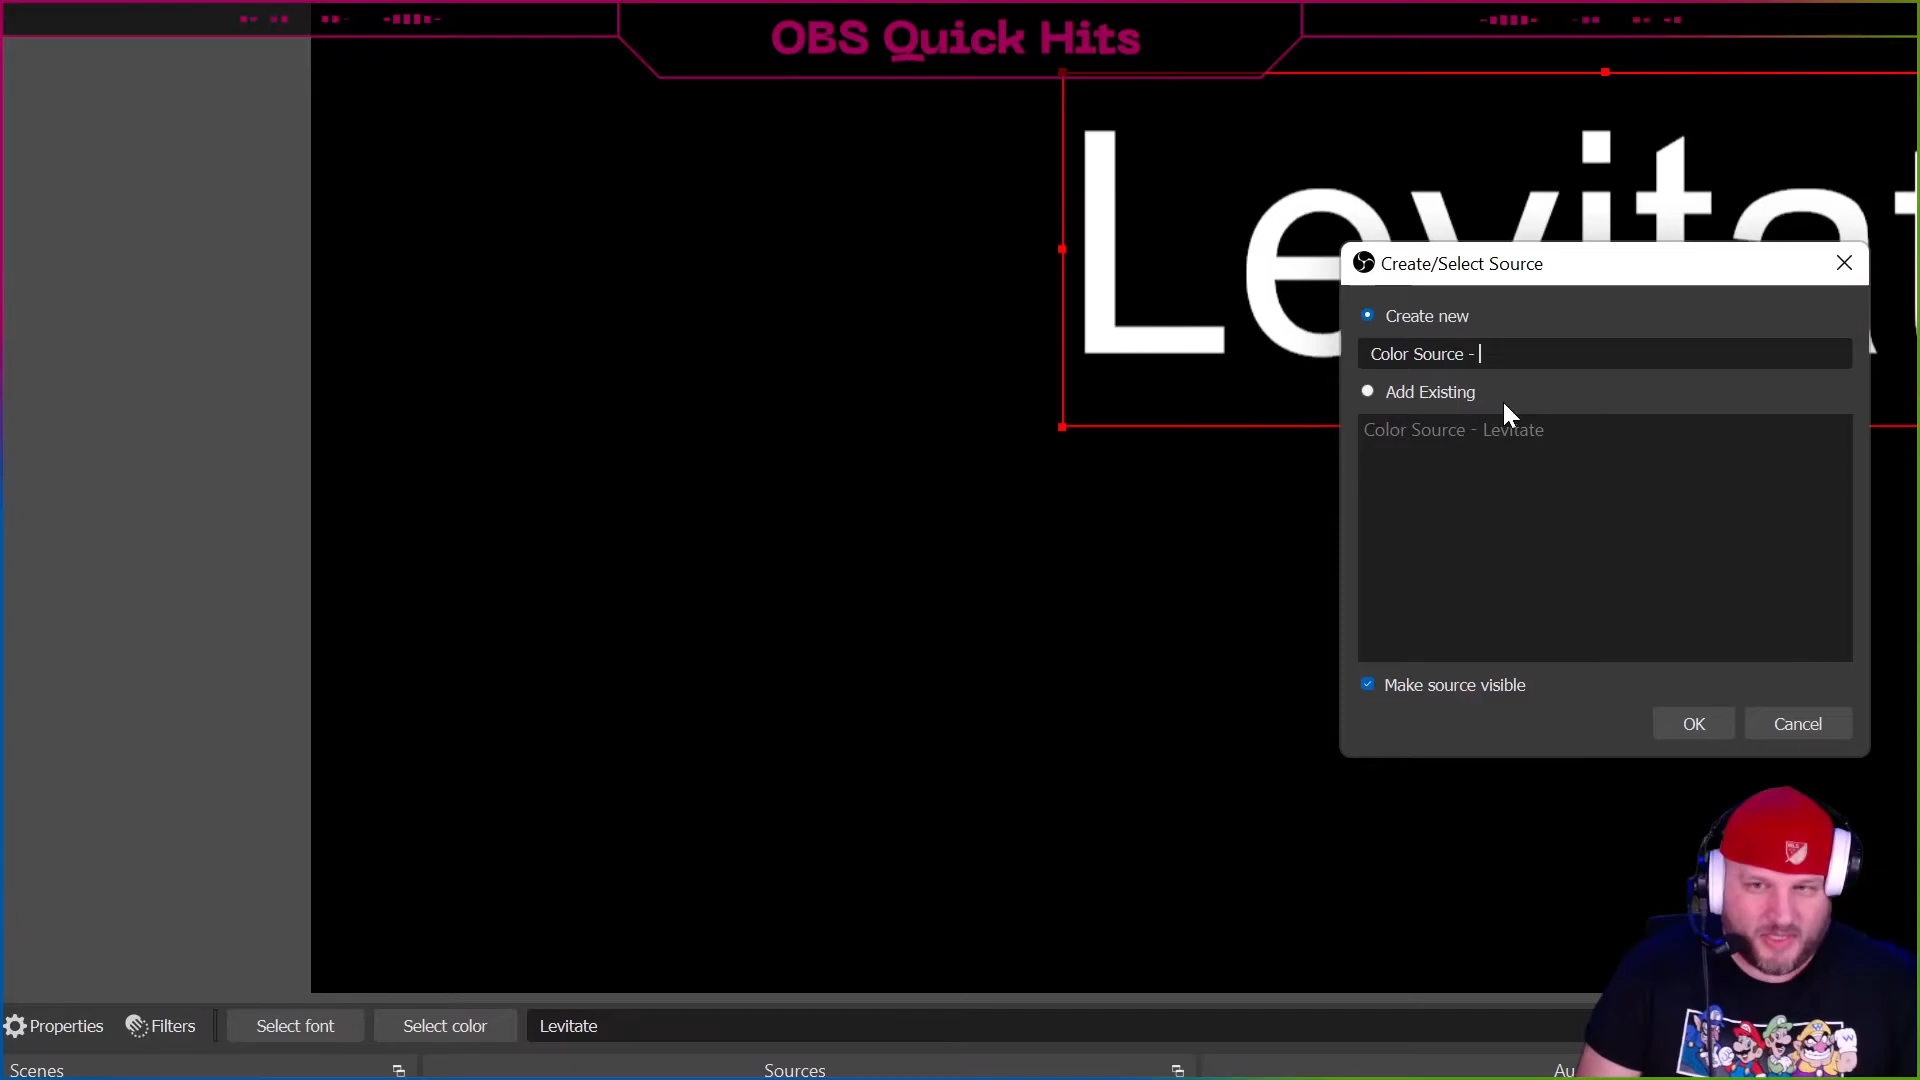 OBS Quick Hits
Levitat
Create/Select Source
Create new
Color Source -
Add Existing
Color Source - Levitate
Make source visible
OK
Cancel
Properties
Filters
Select font
Select color
Levitate
Scenes
Sources
Au